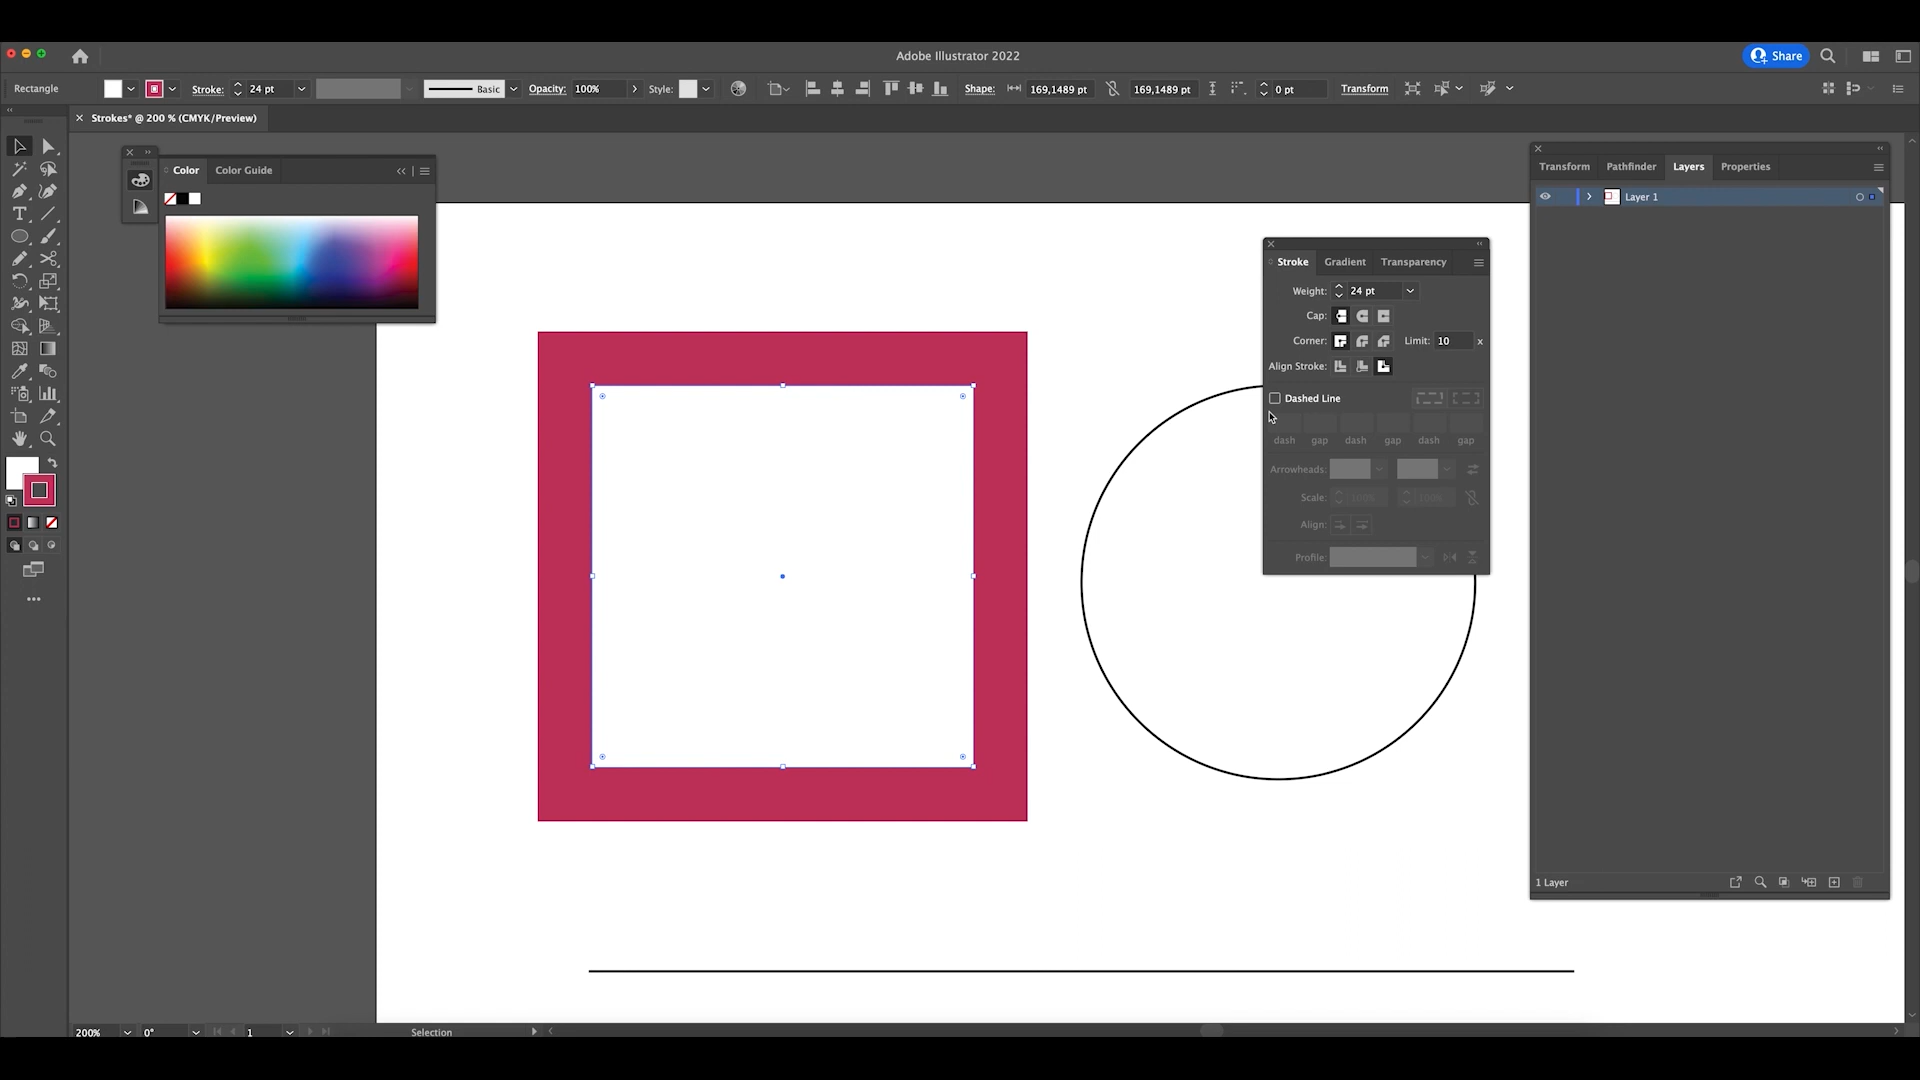 Adobe Illustrator 2022
Share
Rectangle
Stroke:
24 pt
Basic
Opacity:
100%
Style:
Shape:
169,1489 pt
169,1489 pt
0 pt
Transform
Strokes* @ 200 % (CMYK/Preview)
Color
Color Guide
Transform
Pathfinder
Layers
Properties
Layer 1
Stroke
Gradient
Transparency
Weight:
24 pt
Cap:
Corner:
Limit:
10
x
Align Stroke:
Dashed Line
dash
gap
dash
gap
dash
gap
Arrowheads:
Scale:
100%
100%
Align:
Profile:
1 Layer
200%
0°
1
Selection